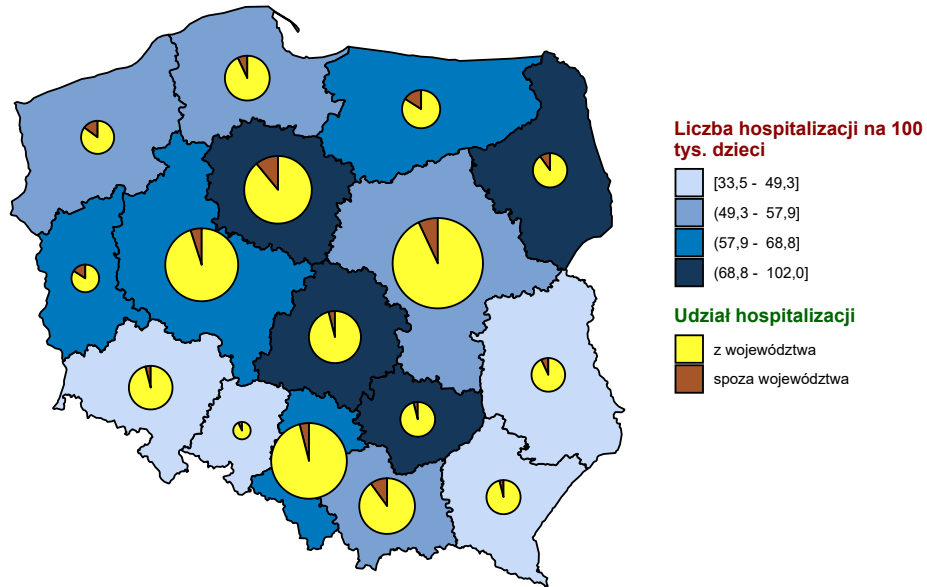 Liczba hospitalizacji na 100
tys. dzieci
[33,5 - 49,3]
(49,3 - 57,9]
(57,9 - 68,8]
(68,8 - 102,0]
Udział hospitalizacji
z województwa
spoza województwa